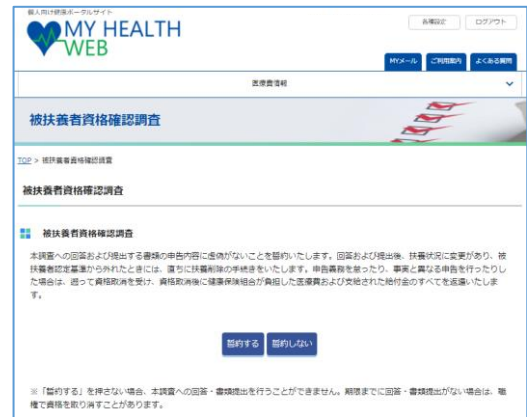 個人向け健康ポータルサイト
MY HEALTH
WEB
各種設定
ログアウト
MYメール
ご利用案内
よくある質問
医療費情報
被扶養者資格確認調査
TOP > 被扶養者資格確認調査
被扶養者資格確認調査
被扶養者資格確認調査
本調査への回答および提出する書類の申告内容に虚偽がないことを誓約いたします。回答および提出後、扶養状況に変更があり、被
扶養者認定基準から外れたときには、直ちに扶養削除の手続きをいたします。申告義務を怠ったり、事実と異なる申告を行ったりし
た場合は、遡って資格取消を受け、資格取消後に健康保険組合が負担した医療費および支給された給付金のすべてを返還いたしま
す。
誓約する
誓約しない
※「誓約する」を押さない場合、本調査への回答・書類提出を行うことができません。期限までに回答・書類提出がない場合は、職
権で資格を取り消すことがあります。